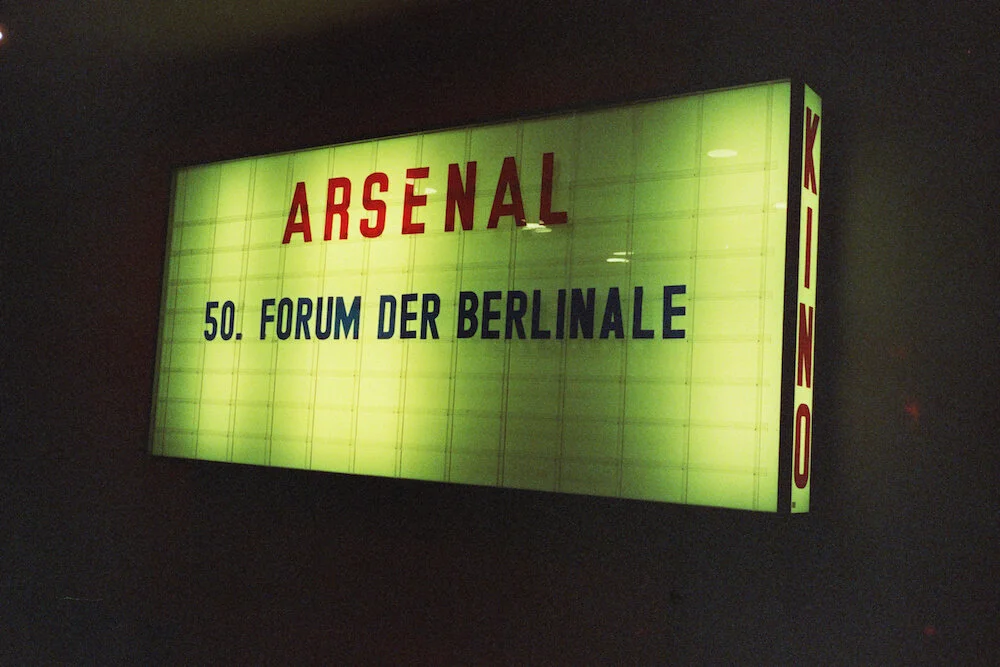 ARSENAL
50. FORUM DER BERLINALE
KINO